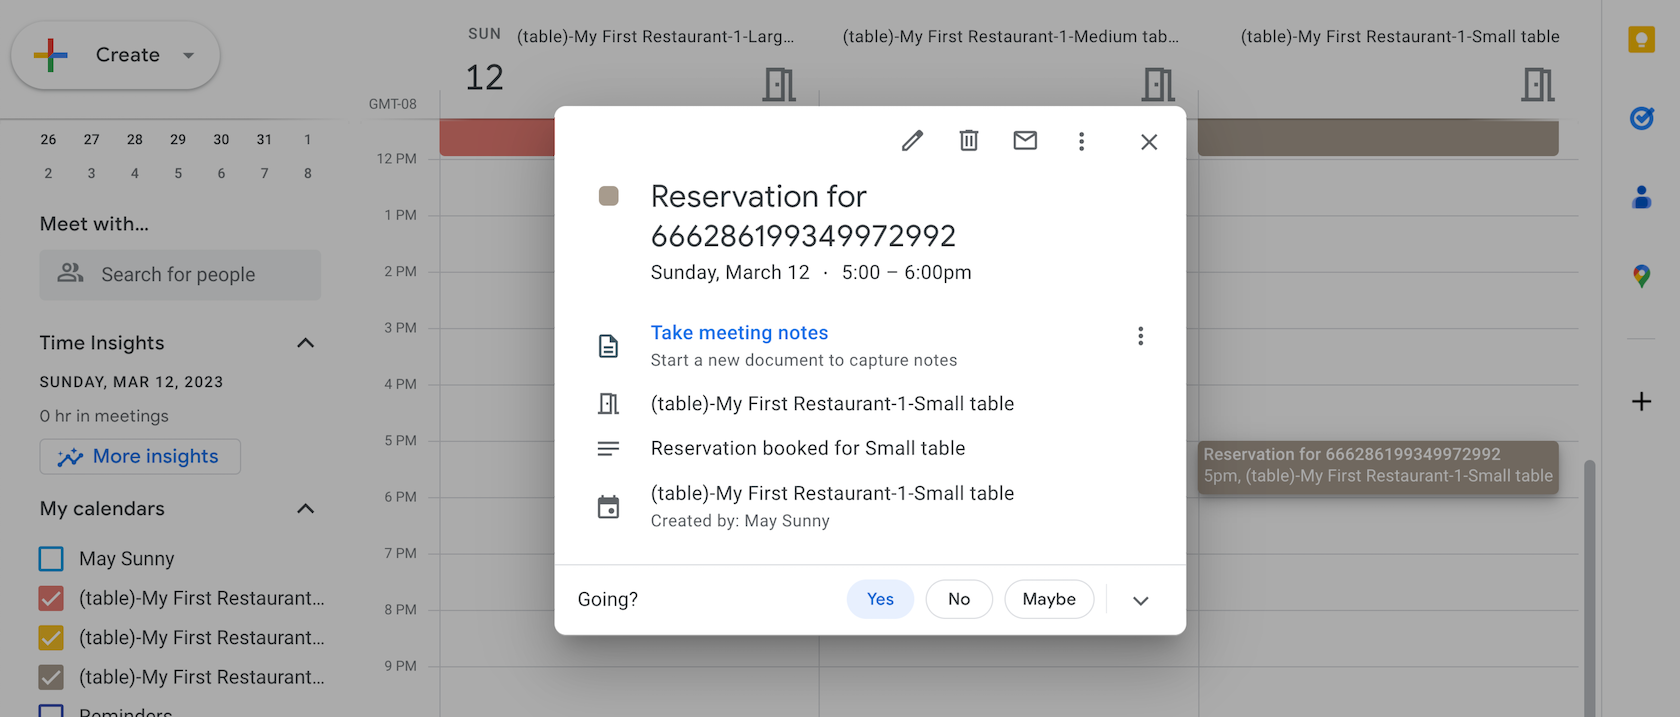 Create
SUN
12
(table)-My First Restaurant-1-Larg...
(table)-My First Restaurant-1-Medium tab...
(table)-My First Restaurant-1-Small table
GMT-08
26 27 28 29 30 31 1
2 3 4 5 6 7 8
Meet with...
Search for people
Time Insights
SUNDAY, MAR 12, 2023
0 hr in meetings
More insights
My calendars
May Sunny
(table)-My First Restaurant...
(table)-My First Restaurant...
(table)-My First Restaurant...
Reminders
12 PM
1 PM
2 PM
3 PM
4 PM
5 PM
6 PM
7 PM
8 PM
9 PM
Reservation for
666286199349972992
Sunday, March 12 · 5:00 – 6:00pm
Take meeting notes
Start a new document to capture notes
(table)-My First Restaurant-1-Small table
Reservation booked for Small table
(table)-My First Restaurant-1-Small table
Created by: May Sunny
Going?
Yes
No
Maybe
Reservation for 666286199349972992
5pm, (table)-My First Restaurant-1-Small table